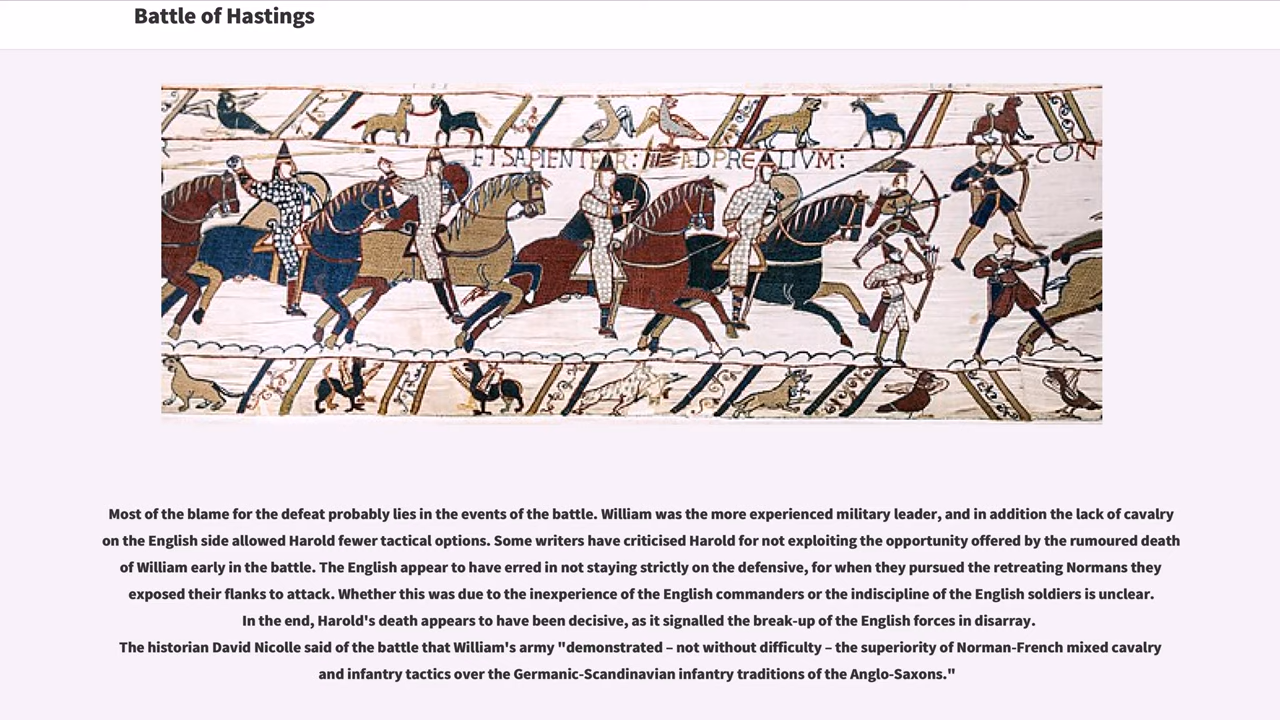 Battle of Hastings
ET SAPIENTER: AD PRELIVM:
CON
Most of the blame for the defeat probably lies in the events of the battle. William was the more experienced military leader, and in addition the lack of cavalry
on the English side allowed Harold fewer tactical options. Some writers have criticised Harold for not exploiting the opportunity offered by the rumoured death
of William early in the battle. The English appear to have erred in not staying strictly on the defensive, for when they pursued the retreating Normans they
exposed their flanks to attack. Whether this was due to the inexperience of the English commanders or the indiscipline of the English soldiers is unclear.
In the end, Harold's death appears to have been decisive, as it signalled the break-up of the English forces in disarray.
The historian David Nicolle said of the battle that William's army "demonstrated – not without difficulty – the superiority of Norman-French mixed cavalry
and infantry tactics over the Germanic-Scandinavian infantry traditions of the Anglo-Saxons."